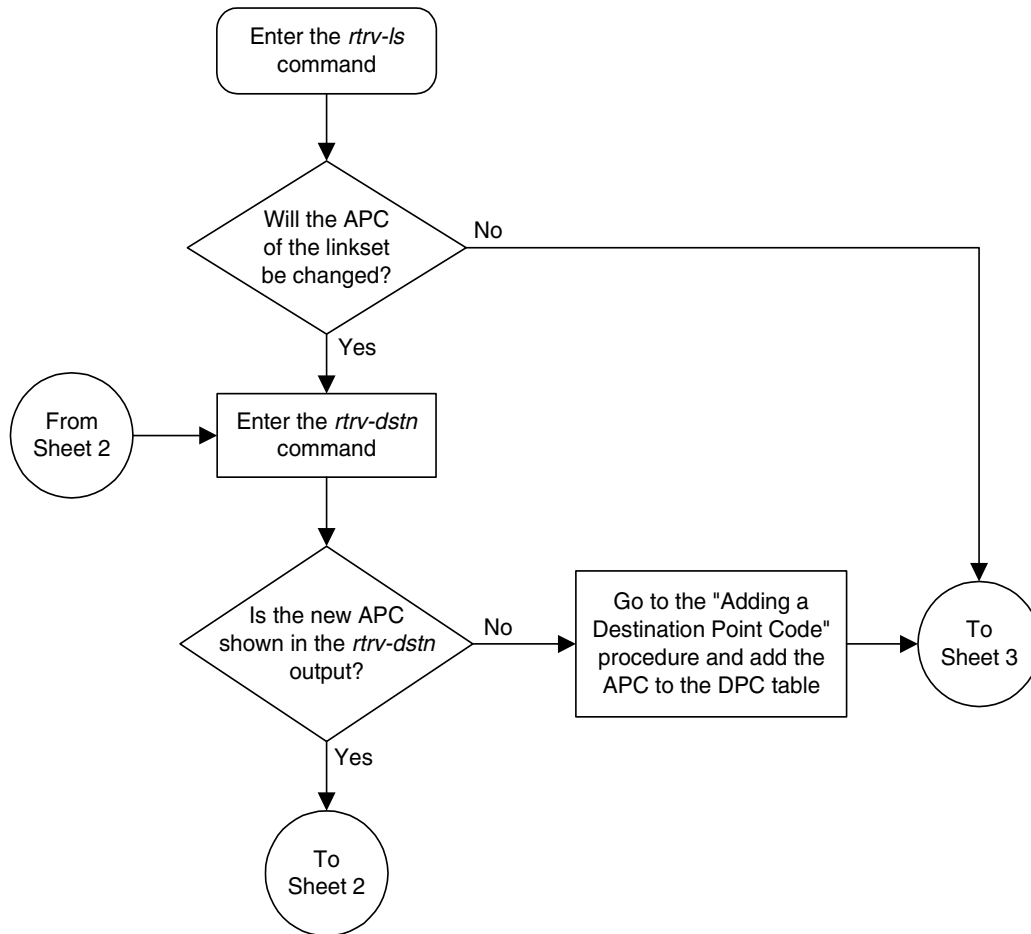 Enter the rtrv-ls
command
Will the APC
of the linkset
be changed?
No
Yes
From
Sheet 2
Enter the rtrv-dstn
command
Is the new APC
shown in the rtrv-dstn
output?
No
Go to the "Adding a
Destination Point Code"
procedure and add the
APC to the DPC table
To
Sheet 3
Yes
To
Sheet 2